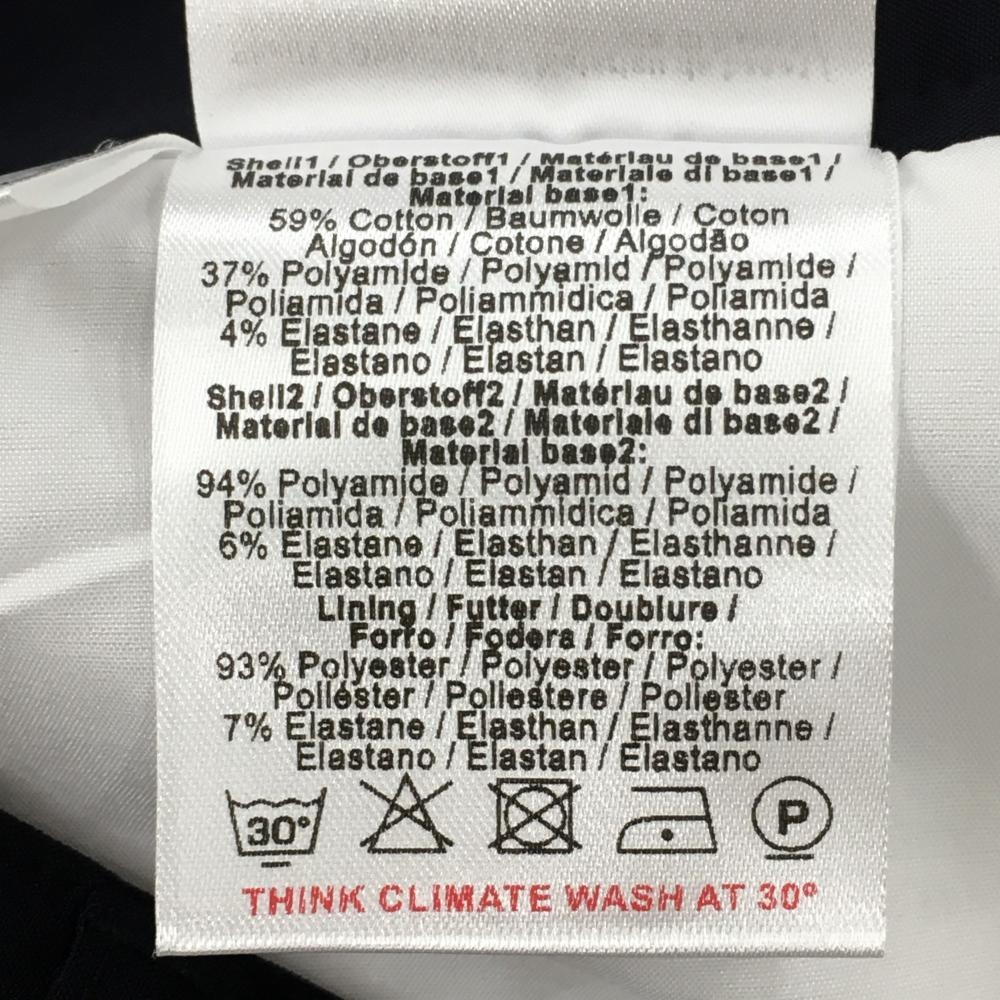 Shell1 / Oberstoff1 / Matériau de base1 /
Material de base1 / Materiale di base1 /
Material base1:
59% Cotton / Baumwolle / Coton
Algodón / Cotone / Algodão
37% Polyamide / Polyamid / Polyamide /
Poliamida / Poliammidica / Poliamida
4% Elastane / Elasthan / Elasthanne /
Elastano / Elastan / Elastano
Shell2 / Oberstoff2 / Matériau de base2 /
Material de base2 / Materiale di base2 /
Material base2:
94% Polyamide / Polyamid / Polyamide /
Poliamida / Poliammidica / Poliamida
6% Elastane / Elasthan / Elasthanne /
Elastano / Elastan / Elastano
Lining / Futter / Doublure /
Forro / Fodera / Forro:
93% Polyester / Polyester / Polyester /
Poliéster / Poliestere / Poliester
7% Elastane / Elasthan / Elasthanne /
Elastano / Elastan / Elastano
30° P
THINK CLIMATE WASH AT 30°